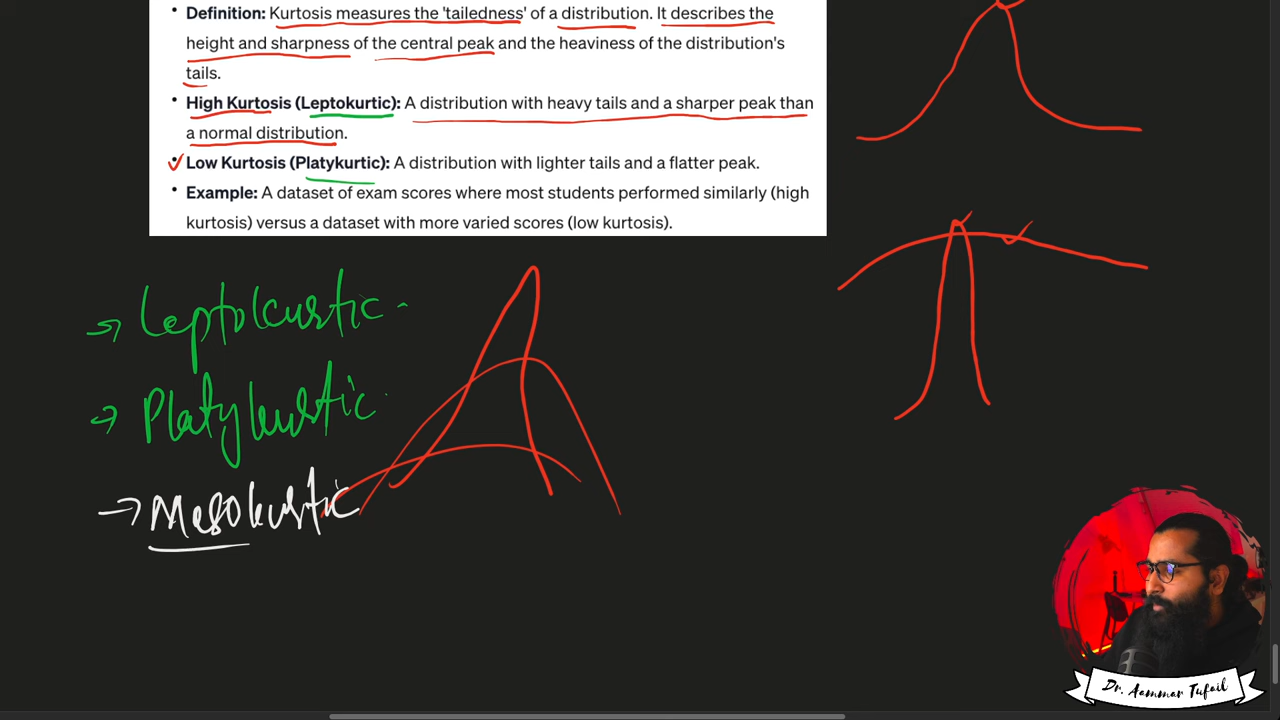 • Definition: Kurtosis measures the 'tailedness' of a distribution. It describes the
height and sharpness of the central peak and the heaviness of the distribution's
tails.
• High Kurtosis (Leptokurtic): A distribution with heavy tails and a sharper peak than
a normal distribution.
• Low Kurtosis (Platykurtic): A distribution with lighter tails and a flatter peak.
• Example: A dataset of exam scores where most students performed similarly (high
kurtosis) versus a dataset with more varied scores (low kurtosis).
→ Leptokurtic
→ Platykurtic
→ Mesokurtic
Dr. Aammar Tufail